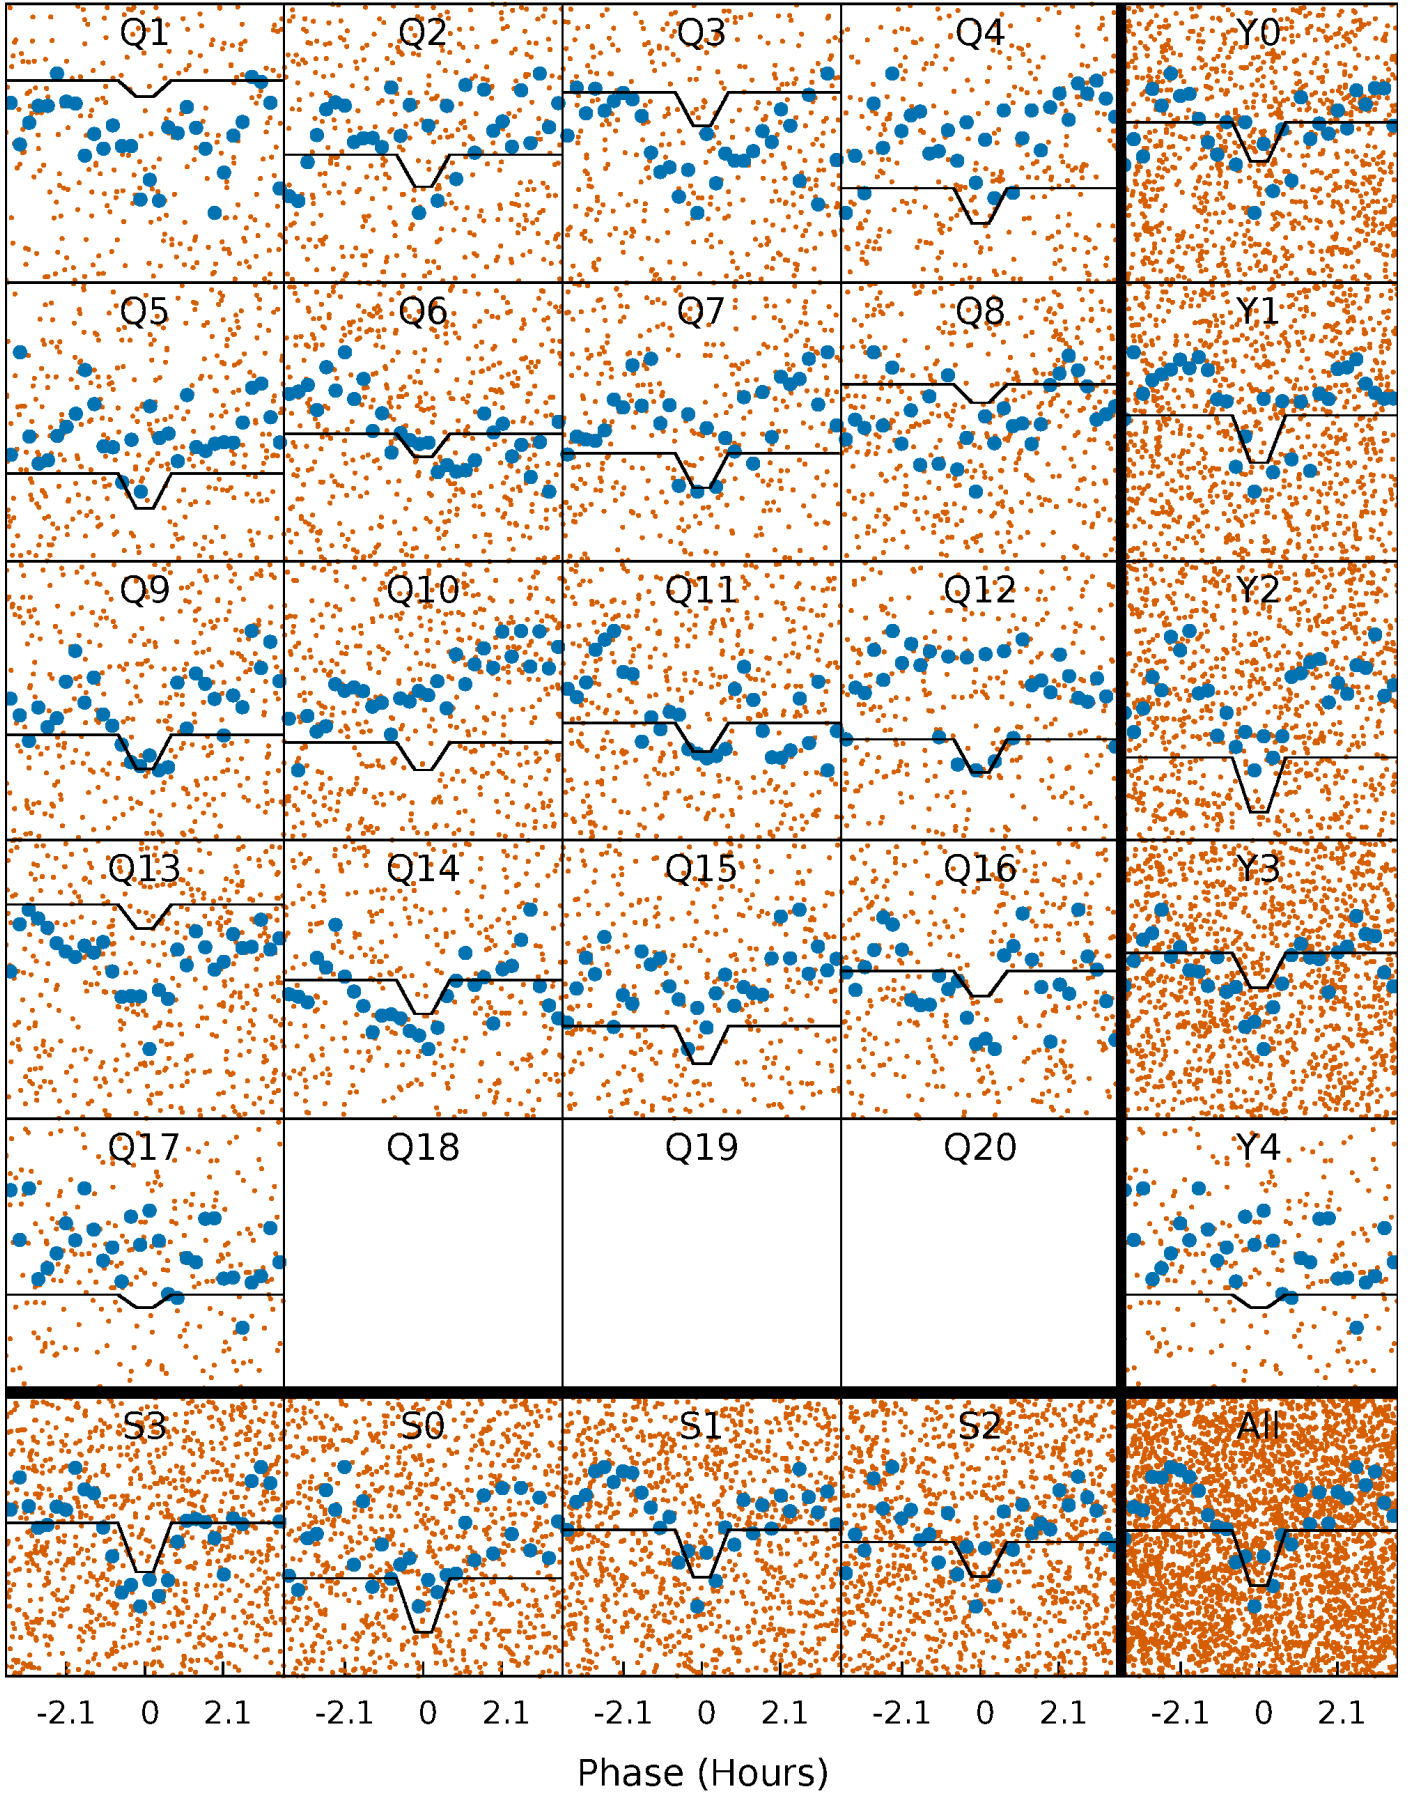 Q1 Q2 Q3 Q4 Y0
Q5 Q6 Q7 Q8 Y1
Q9 Q10 Q11 Q12 Y2
Q13 Q14 Q15 Q16 Y3
Q17 Q18 Q19 Q20 Y4
S3 S0 S1 S2 All
-2.1 0 2.1 -2.1 0 2.1 -2.1 0 2.1 -2.1 0 2.1 -2.1 0 2.1
Phase (Hours)